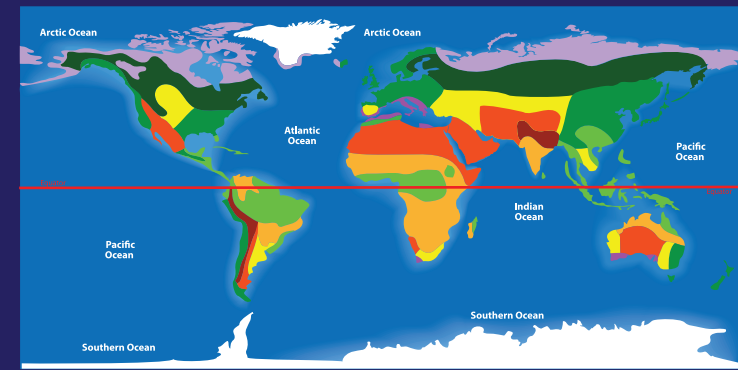 Arctic Ocean
Arctic Ocean
Atlantic
Ocean
Pacific
Ocean
Indian
Ocean
Pacific
Ocean
Southern Ocean
Southern Ocean